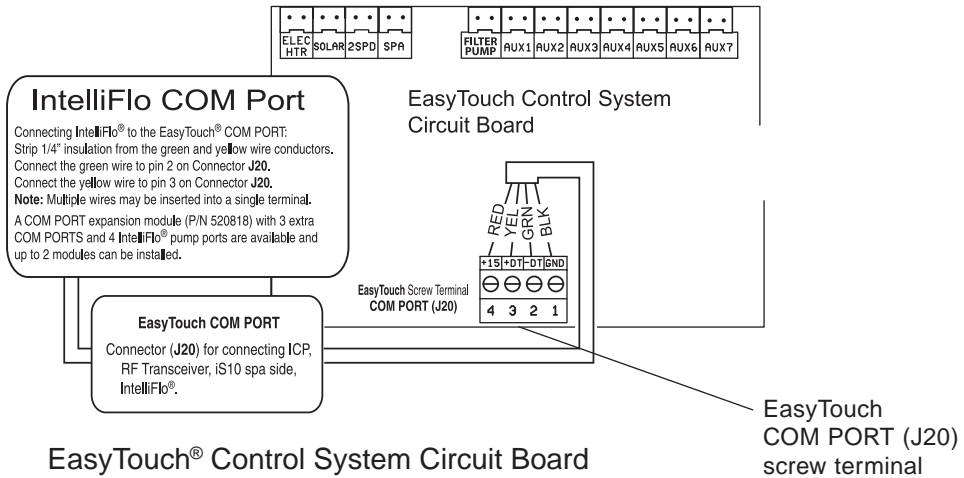 ELEC HTR SOLAR 2SPD SPA FILTER PUMP AUX1 AUX2 AUX3 AUX4 AUX5 AUX6 AUX7
IntelliFlo COM Port
Connecting IntelliFlo® to the EasyTouch® COM PORT:
Strip 1/4" insulation from the green and yellow wire conductors.
Connect the green wire to pin 2 on Connector J20.
Connect the yellow wire to pin 3 on Connector J20.
Note: Multiple wires may be inserted into a single terminal.
A COM PORT expansion module (P/N 520818) with 3 extra
COM PORTS and 4 IntelliFlo® pump ports are available and
up to 2 modules can be installed.
EasyTouch Control System
Circuit Board
RED YEL GRN BLK
+15 +DT -DT GND
4 3 2 1
EasyTouch Screw Terminal
COM PORT (J20)
EasyTouch COM PORT
Connector (J20) for connecting ICP,
RF Transceiver, iS10 spa side,
IntelliFlo®.
EasyTouch
COM PORT (J20)
screw terminal
EasyTouch® Control System Circuit Board